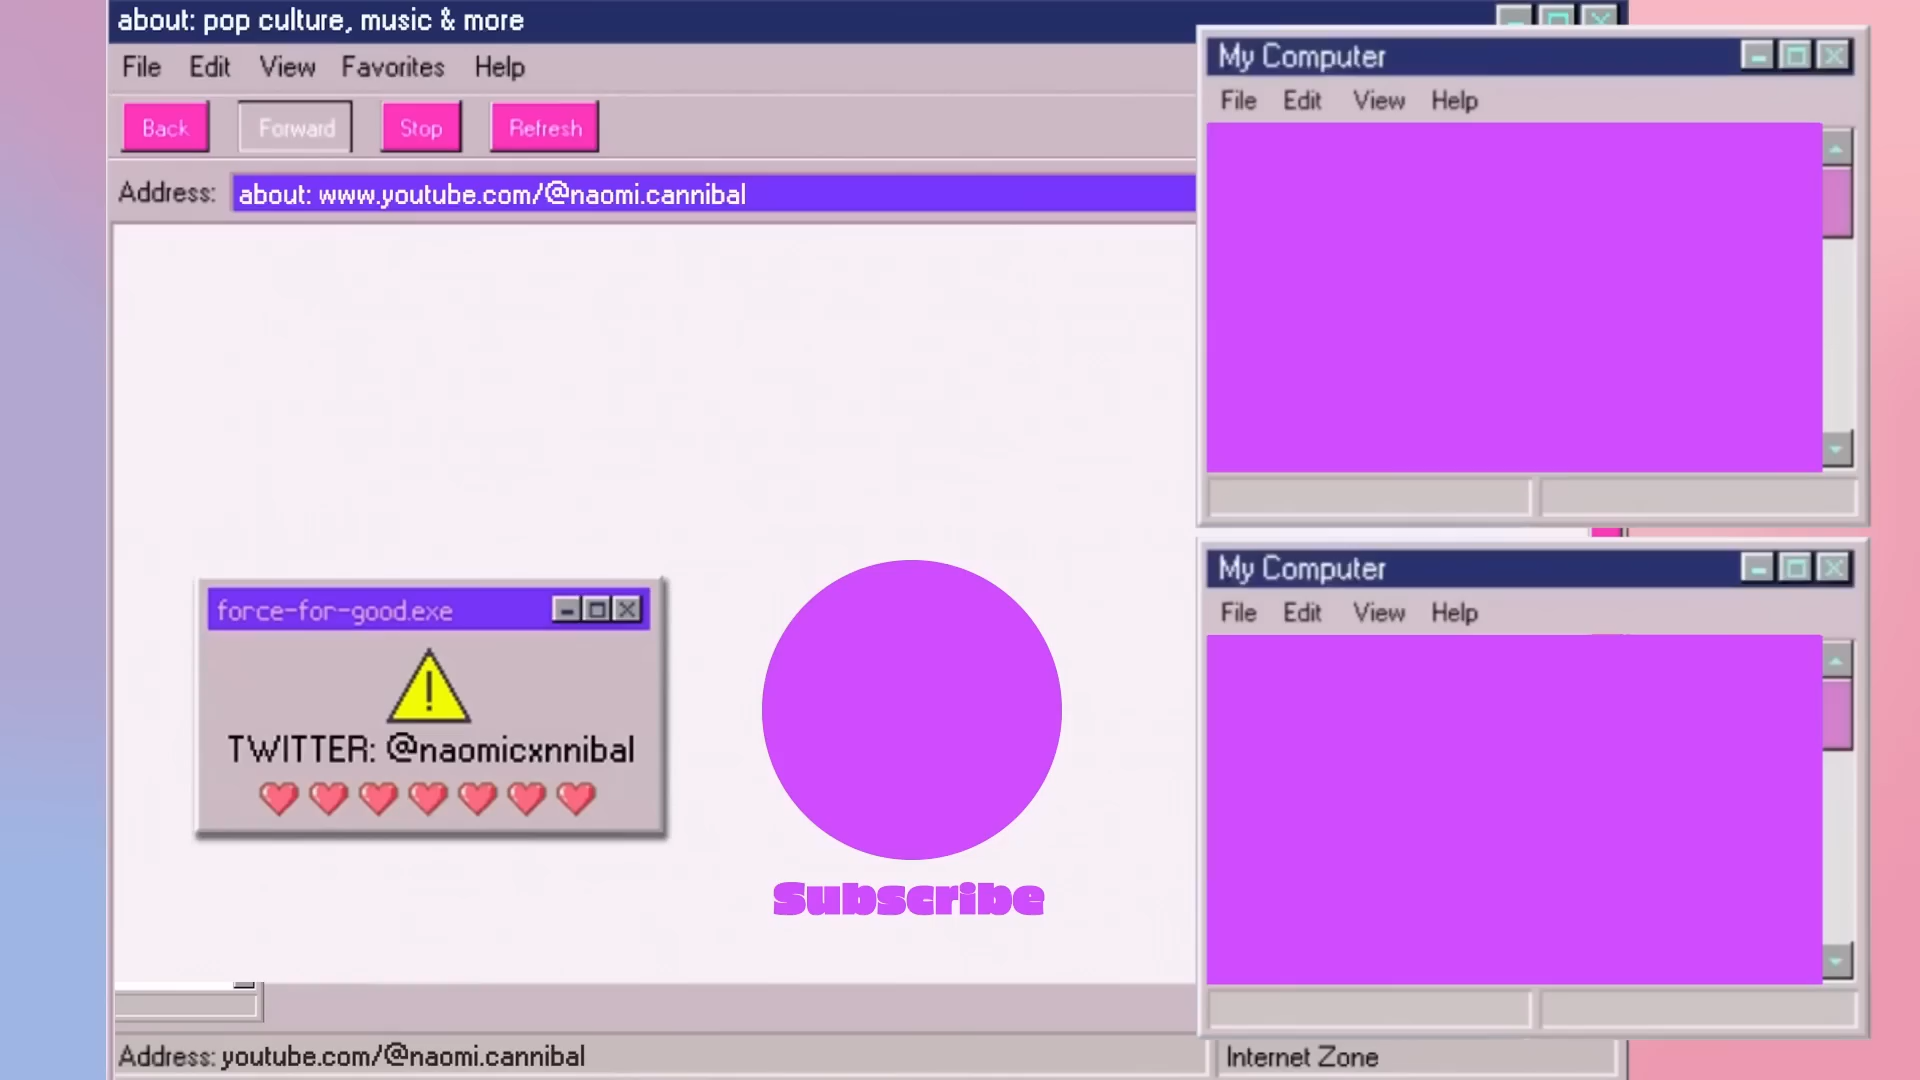 about: pop culture, music & more
File Edit View Favorites Help
Back Forward Stop Refresh
Address: about: www.youtube.com/@naomi.cannibal
My Computer
File Edit View Help
My Computer
File Edit View Help
force-for-good.exe
!
TWITTER: @naomicxnnibal
Subscribe
Address: youtube.com/@naomi.cannibal
Internet Zone